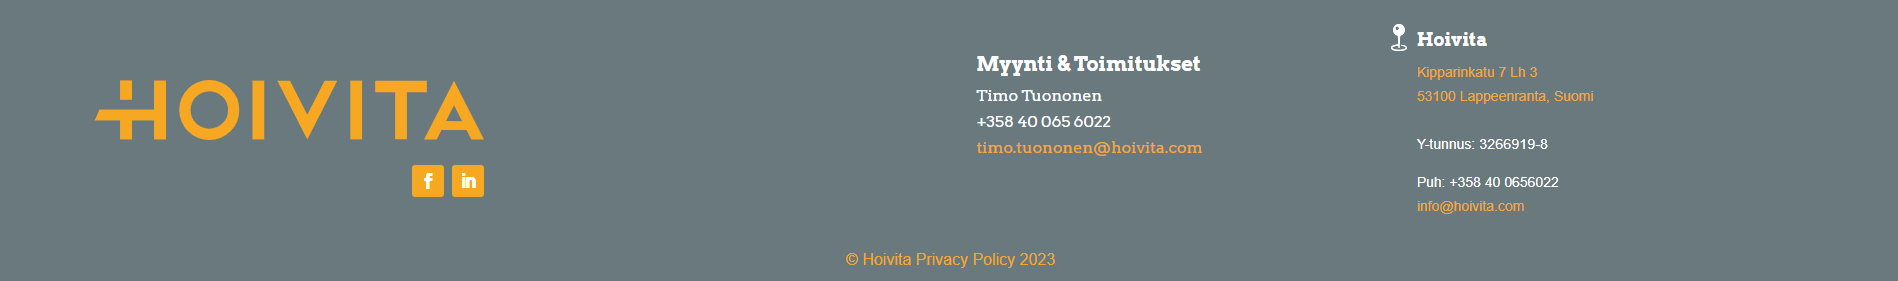 HOIVITA
Myynti & Toimitukset
Timo Tuononen
+358 40 065 6022
timo.tuononen@hoivita.com
Hoivita
Kipparinkatu 7 Lh 3
53100 Lappeenranta, Suomi
Y-tunnus: 3266919-8
Puh: +358 40 0656022
info@hoivita.com
© Hoivita Privacy Policy 2023